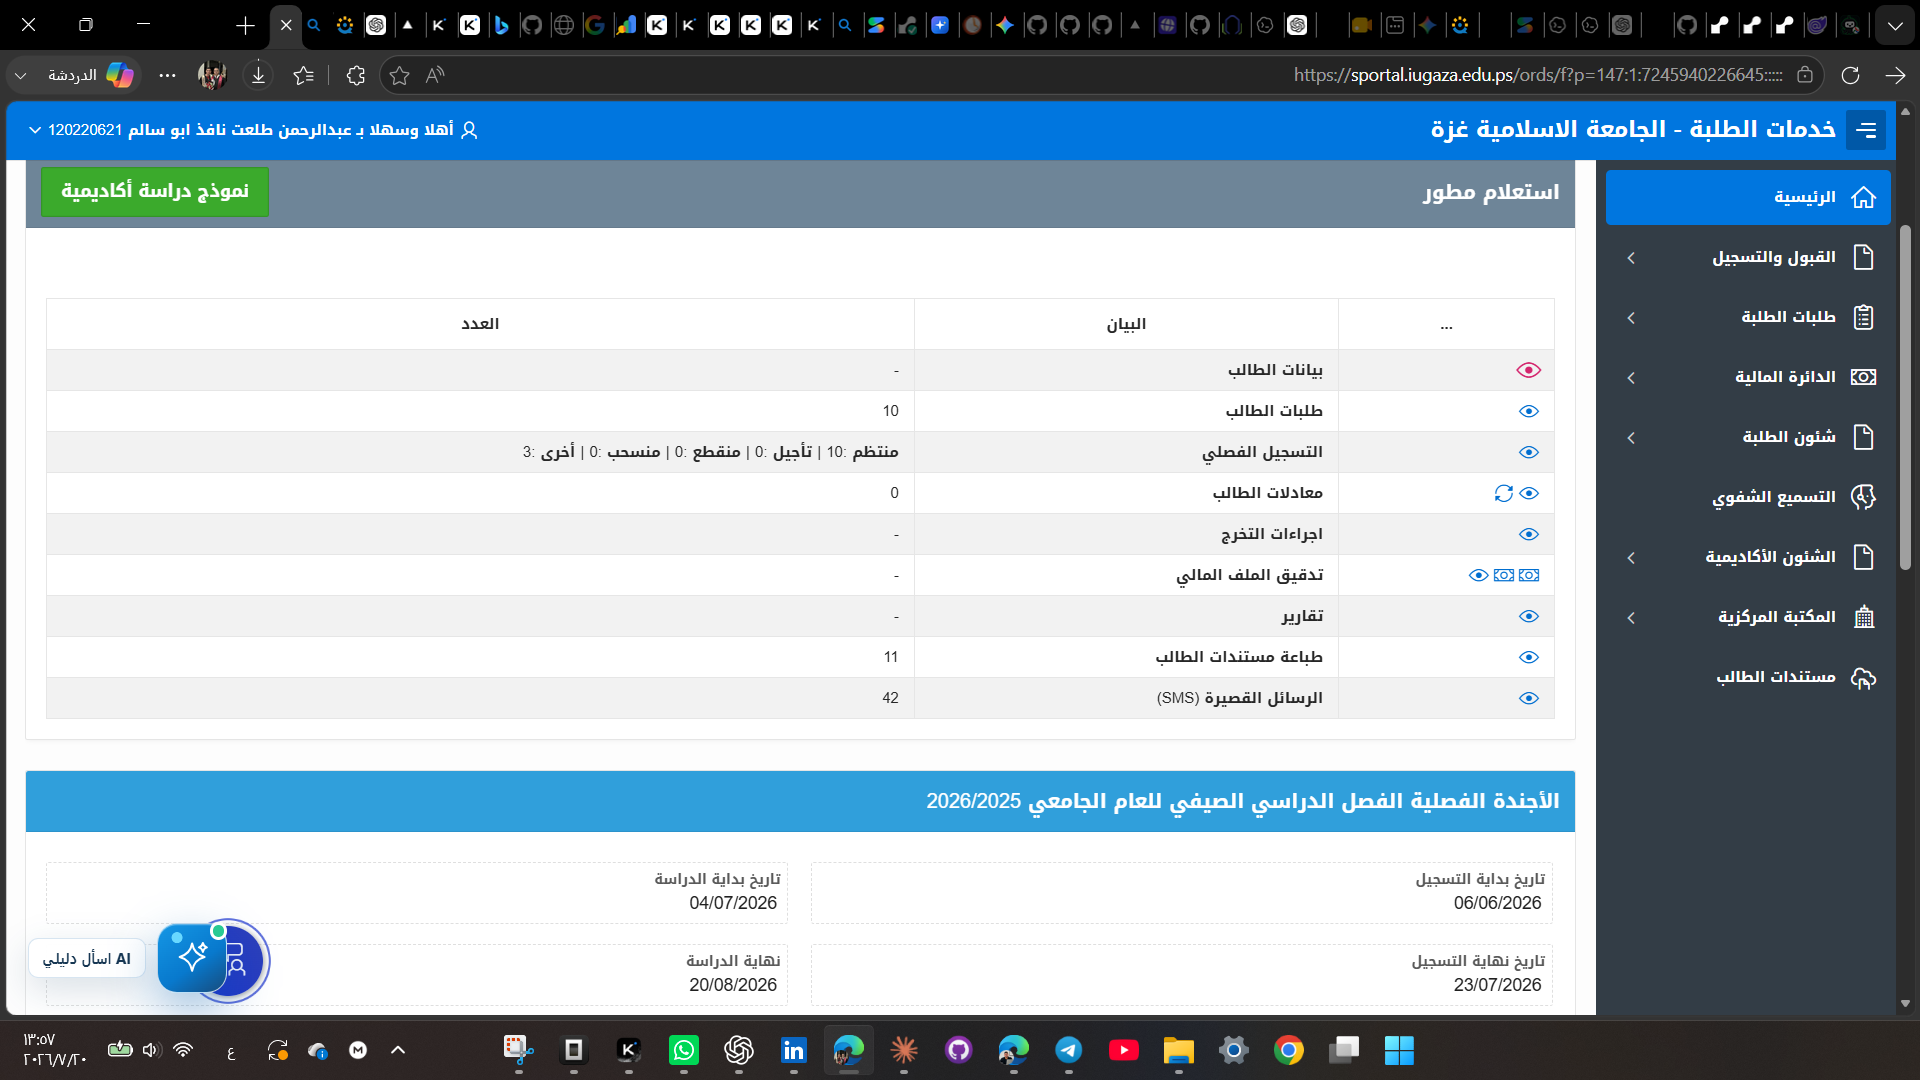 الدردشة
https://sportal.iugaza.edu.ps/ords/f?p=147:1:7245940226645:::::
خدمات الطلبة - الجامعة الاسلامية غزة
أهلا وسهلا بـ عبدالرحمن طلعت نافذ ابو سالم 120220621
الرئيسية
القبول والتسجيل
طلبات الطلبة
الدائرة المالية
شئون الطلبة
التسميع الشفوي
الشئون الأكاديمية
المكتبة المركزية
مستندات الطالب
استعلام مطور
نموذج دراسة أكاديمية
... البيان العدد
بيانات الطالب -
طلبات الطالب 10
التسجيل الفصلي منتظم :10 | تأجيل :0 | منقطع :0 | منسحب :0 | أخرى :3
معادلات الطالب 0
اجراءات التخرج -
تدقيق الملف المالي -
تقارير -
طباعة مستندات الطالب 11
الرسائل القصيرة (SMS) 42
الأجندة الفصلية الفصل الدراسي الصيفي للعام الجامعي 2026/2025
تاريخ بداية التسجيل
06/06/2026
تاريخ بداية الدراسة
04/07/2026
تاريخ نهاية التسجيل
23/07/2026
نهاية الدراسة
20/08/2026
AI اسأل دليلي
ع
١٣:٥٧
٢٠٢٦/٧/٢٠